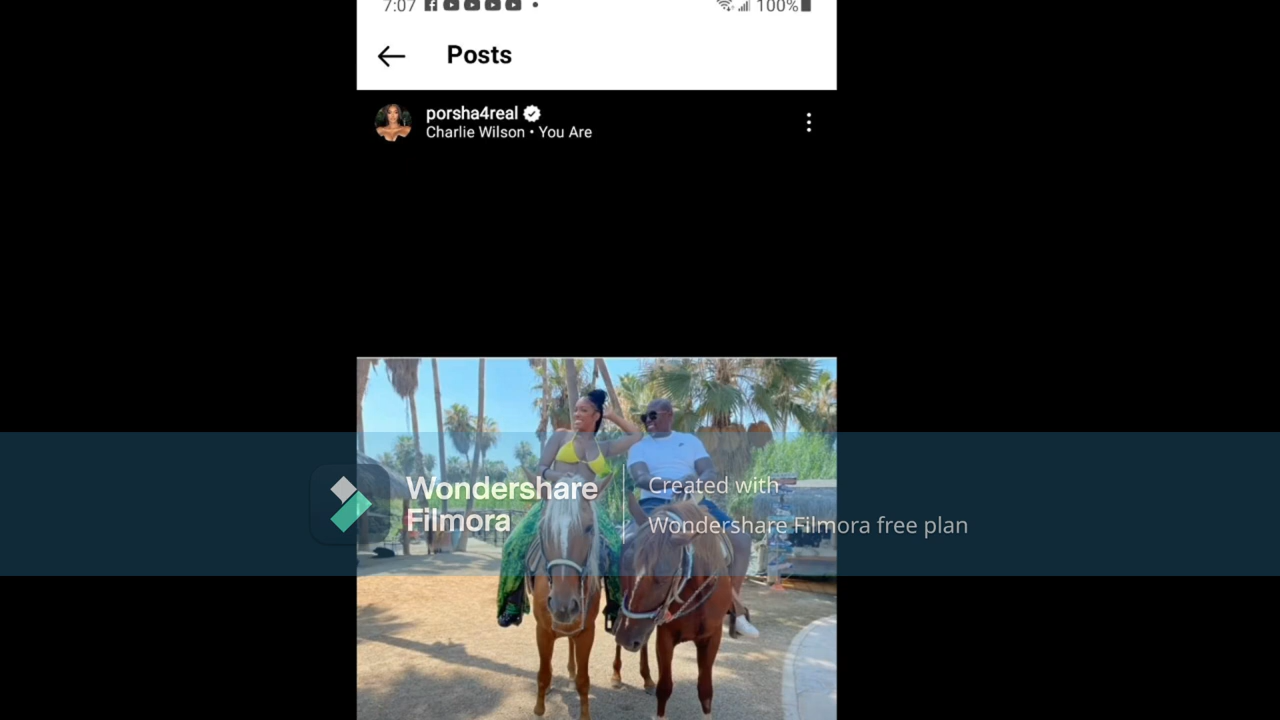 7:07 100%
Posts
porsha4real
Charlie Wilson • You Are
Wondershare
Filmora
Created with
Wondershare Filmora free plan